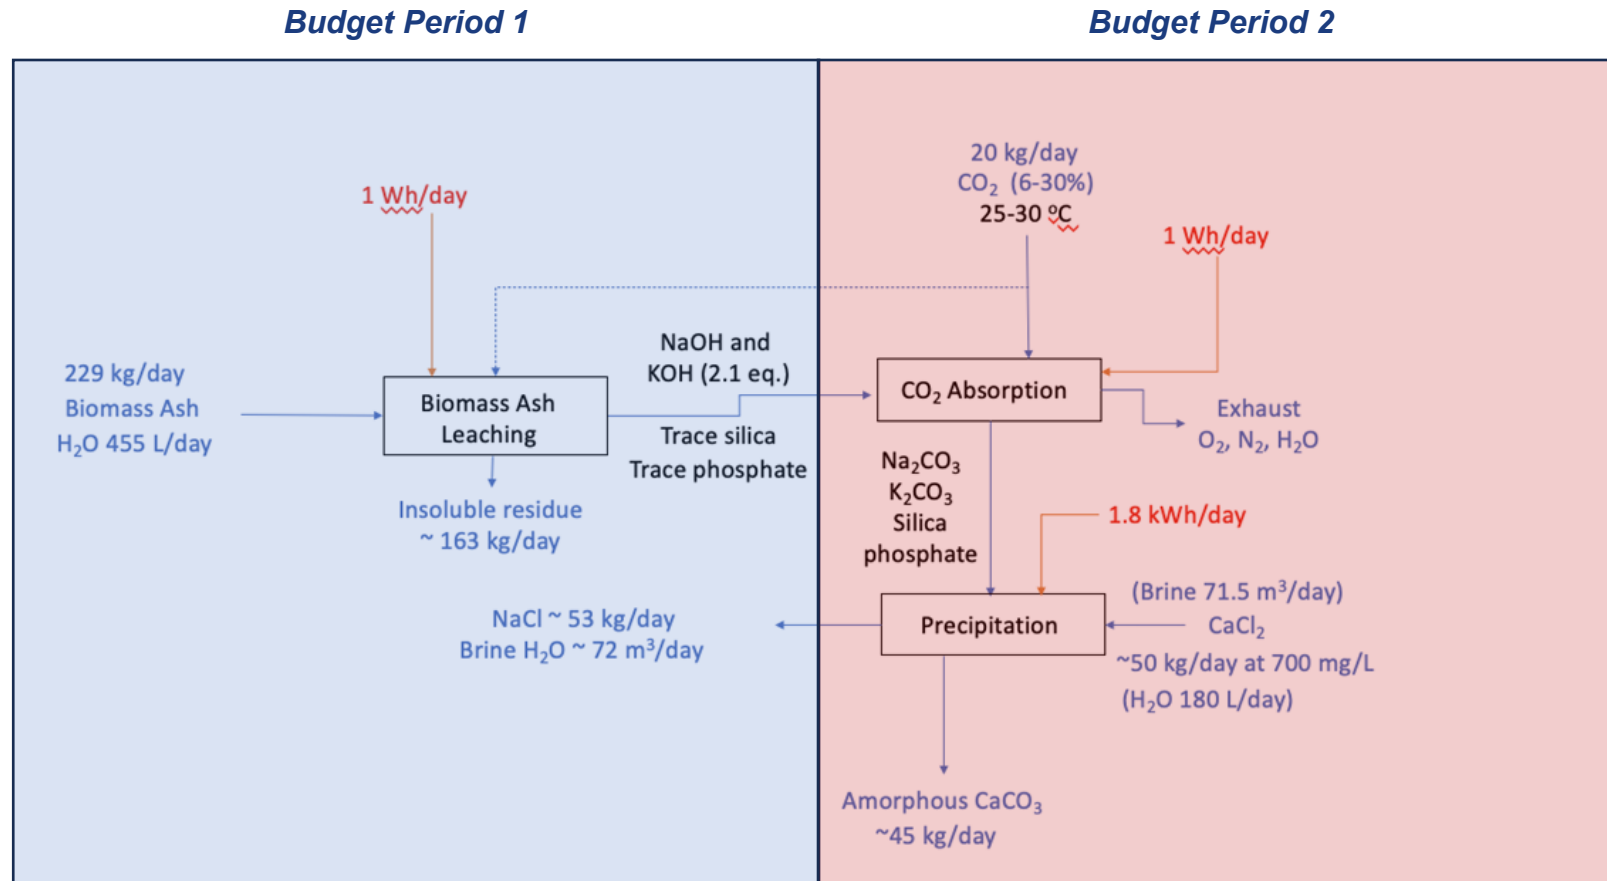 Budget Period 1
Budget Period 2
20 kg/day
CO₂ (6-30%)
25-30 ºC
1 Wh/day
1 Wh/day
NaOH and
KOH (2.1 eq.)
229 kg/day
Biomass Ash
H₂O 455 L/day
Biomass Ash
Leaching
CO₂ Absorption
Exhaust
O₂, N₂, H₂O
Trace silica
Trace phosphate
Na₂CO₃
K₂CO₃
Silica
phosphate
Insoluble residue
~ 163 kg/day
1.8 kWh/day
NaCl ~ 53 kg/day
Brine H₂O ~ 72 m³/day
Precipitation
(Brine 71.5 m³/day)
CaCl₂
~50 kg/day at 700 mg/L
(H₂O 180 L/day)
Amorphous CaCO₃
~45 kg/day